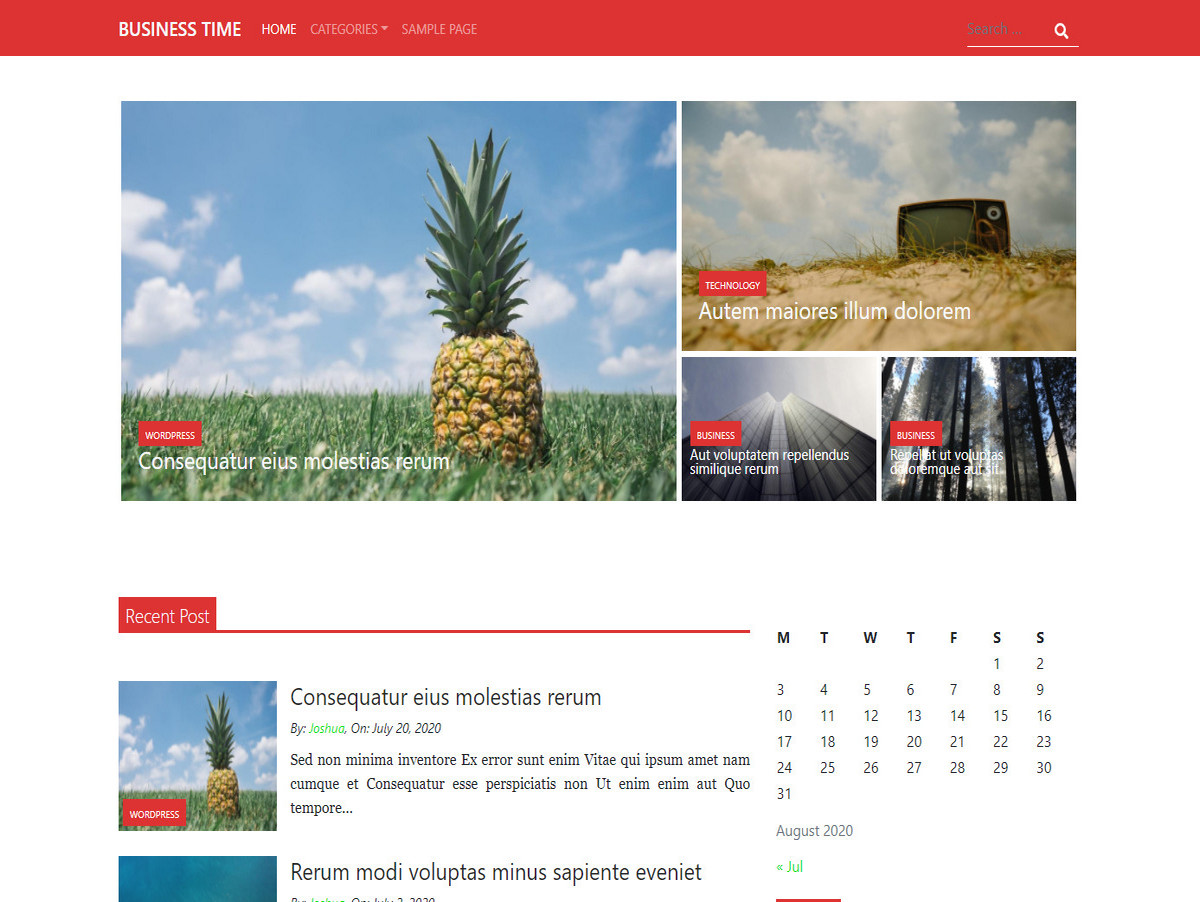 BUSINESS TIME HOME CATEGORIES SAMPLE PAGE Search ...
WORDPRESS
Consequatur eius molestias rerum
TECHNOLOGY
Autem maiores illum dolorem
BUSINESS
Aut voluptatem repellendus
similique rerum
BUSINESS
Repellat ut voluptas
doloremque aut sit
Recent Post
WORDPRESS
Consequatur eius molestias rerum
By: Joshua, On: July 20, 2020
Sed non minima inventore Ex error sunt enim Vitae qui ipsum amet nam
cumque et Consequatur esse perspiciatis non Ut enim enim aut Quo
tempore...
Rerum modi voluptas minus sapiente eveniet
By: Joshua, On: July 2, 2020
M T W T F S S
1 2
3 4 5 6 7 8 9
10 11 12 13 14 15 16
17 18 19 20 21 22 23
24 25 26 27 28 29 30
31
August 2020
« Jul